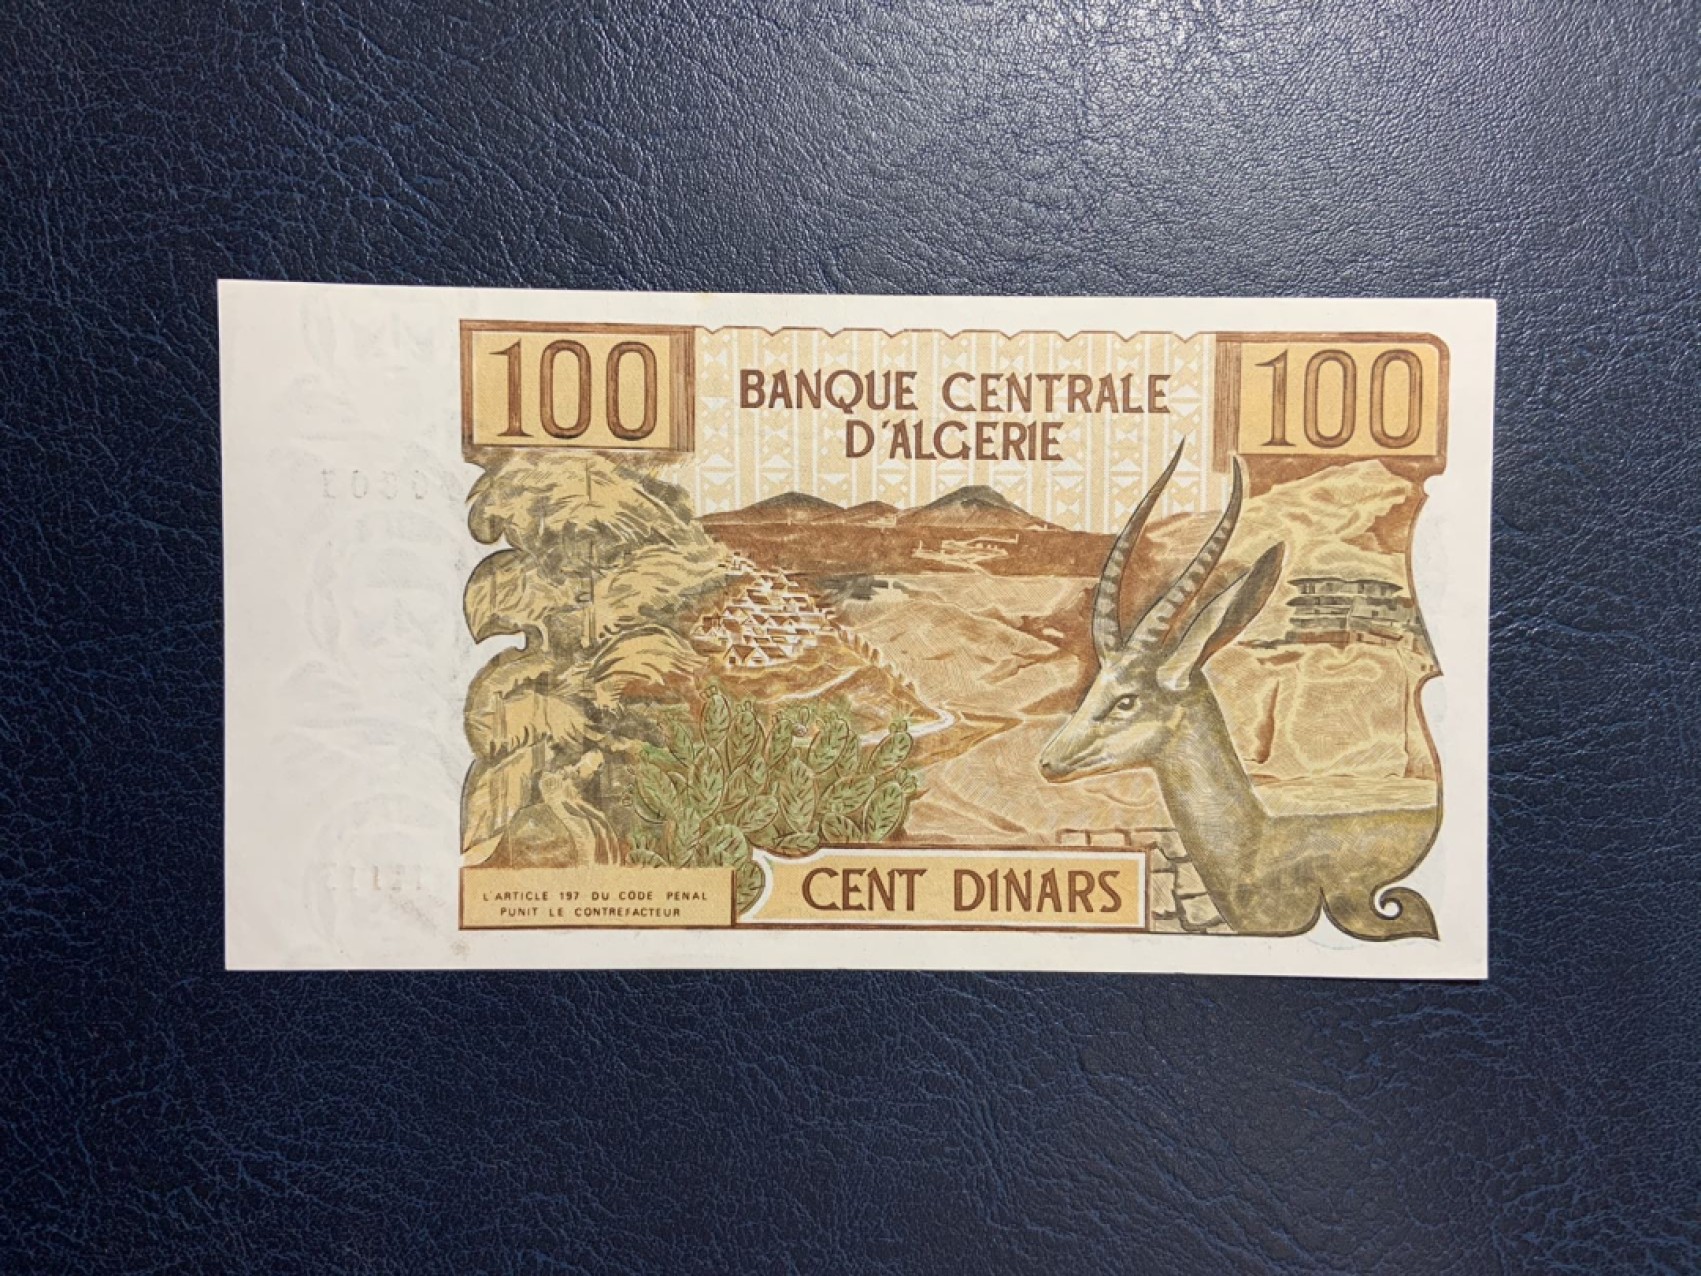 100
BANQUE CENTRALE
D'ALGERIE
100
L'ARTICLE 197 DU CODE PENAL
PUNIT LE CONTREFACTEUR
CENT DINARS